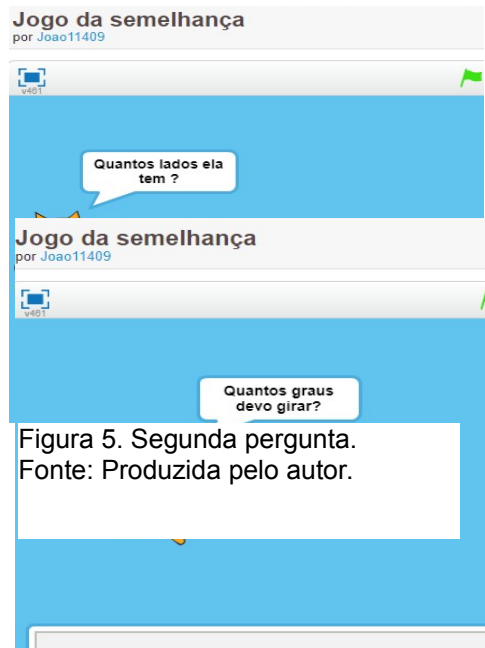 Jogo da semelhança
por Joao11409
v461
Quantos lados ela
tem ?
Jogo da semelhança
por Joao11409
v461
Quantos graus
devo girar?
Figura 5. Segunda pergunta.
Fonte: Produzida pelo autor.